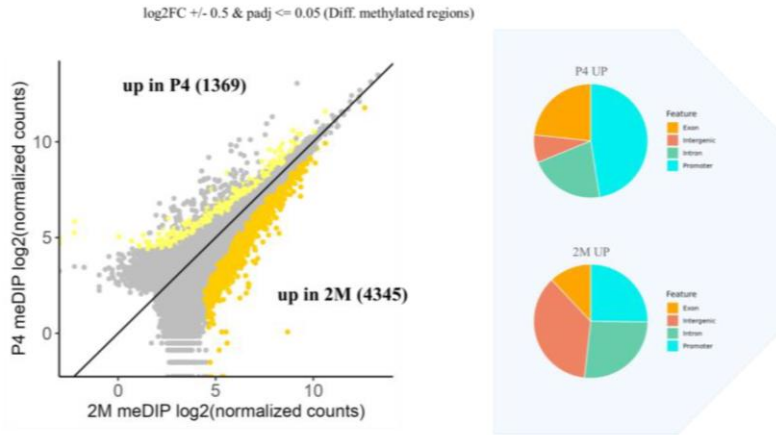 log2FC +/- 0.5 & padj <= 0.05 (Diff. methylated regions)
P4 meDIP log2(normalized counts)
up in P4 (1369)
10
5
0
up in 2M (4345)
0 5 10
2M meDIP log2(normalized counts)
P4 UP
Feature
Exon
Intergenic
Intron
Promoter
2M UP
Feature
Exon
Intergenic
Intron
Promoter